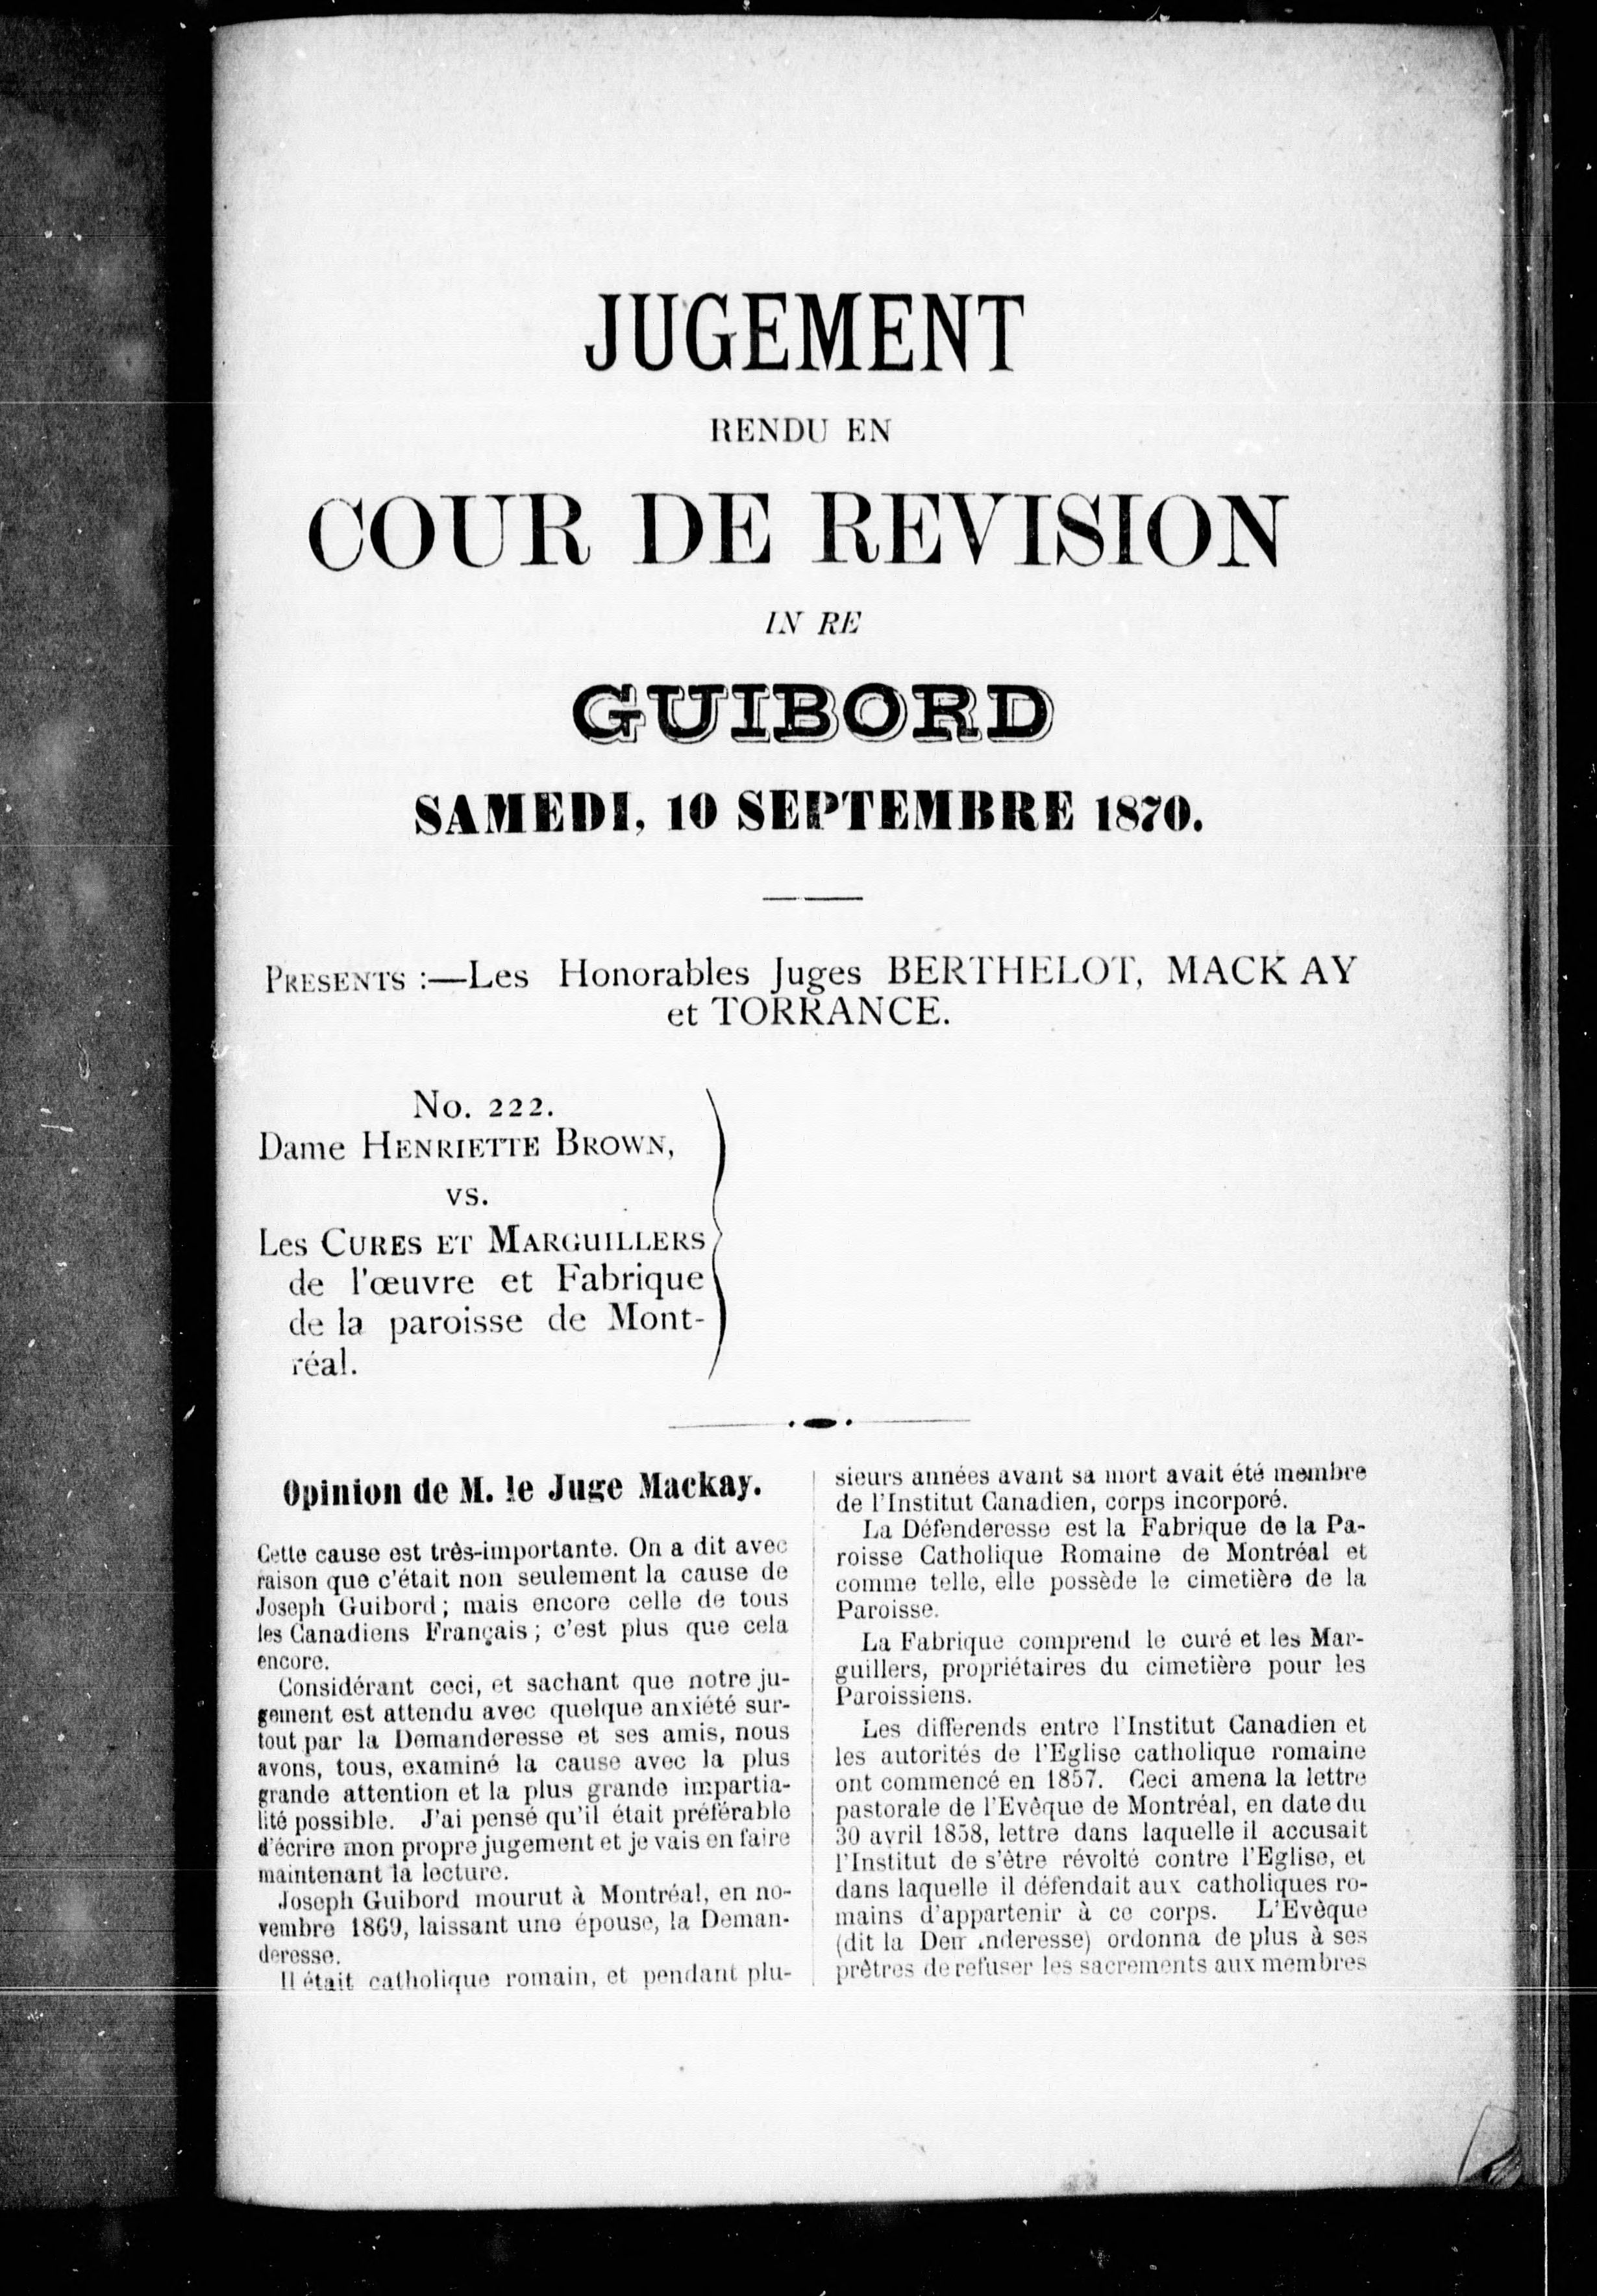 JUGEMENT
RENDU EN
COUR DE REVISION
IN RE
GUIBORD
SAMEDI, 10 SEPTEMBRE 1870.
PRESENTS :—Les Honorables Juges BERTHELOT, MACKAY
et TORRANCE.
No. 222.
Dame HENRIETTE BROWN,
vs.
Les CURES ET MARGUILLERS
de l'œuvre et Fabrique
de la paroisse de Mont-
réal.
Opinion de M. le Juge Mackay.
Cette cause est très-importante. On a dit avec
raison que c'était non seulement la cause de
Joseph Guibord; mais encore celle de tous
les Canadiens Français; c'est plus que cela
encore.
Considérant ceci, et sachant que notre ju-
gement est attendu avec quelque anxiété sur-
tout par la Demanderesse et ses amis, nous
avons, tous, examiné la cause avec la plus
grande attention et la plus grande impartia-
lité possible. J'ai pensé qu'il était préférable
d'écrire mon propre jugement et je vais en faire
maintenant la lecture.
Joseph Guibord mourut à Montréal, en no-
vembre 1869, laissant une épouse, la Deman-
deresse.
Il était catholique romain, et pendant plu-
sieurs années avant sa mort avait été membre
de l'Institut Canadien, corps incorporé.
La Défenderesse est la Fabrique de la Pa-
roisse Catholique Romaine de Montréal et
comme telle, elle possède le cimetière de la
Paroisse.
La Fabrique comprend le curé et les Mar-
guillers, propriétaires du cimetière pour les
Paroissiens.
Les differends entre l'Institut Canadien et
les autorités de l'Eglise catholique romaine
ont commencé en 1857. Ceci amena la lettre
pastorale de l'Evêque de Montréal, en date du
30 avril 1858, lettre dans laquelle il accusait
l'Institut de s'être révolté contre l'Eglise, et
dans laquelle il défendait aux catholiques ro-
mains d'appartenir à ce corps. L'Evèque
(dit la Demanderesse) ordonna de plus à ses
prêtres de refuser les sacrements aux membres